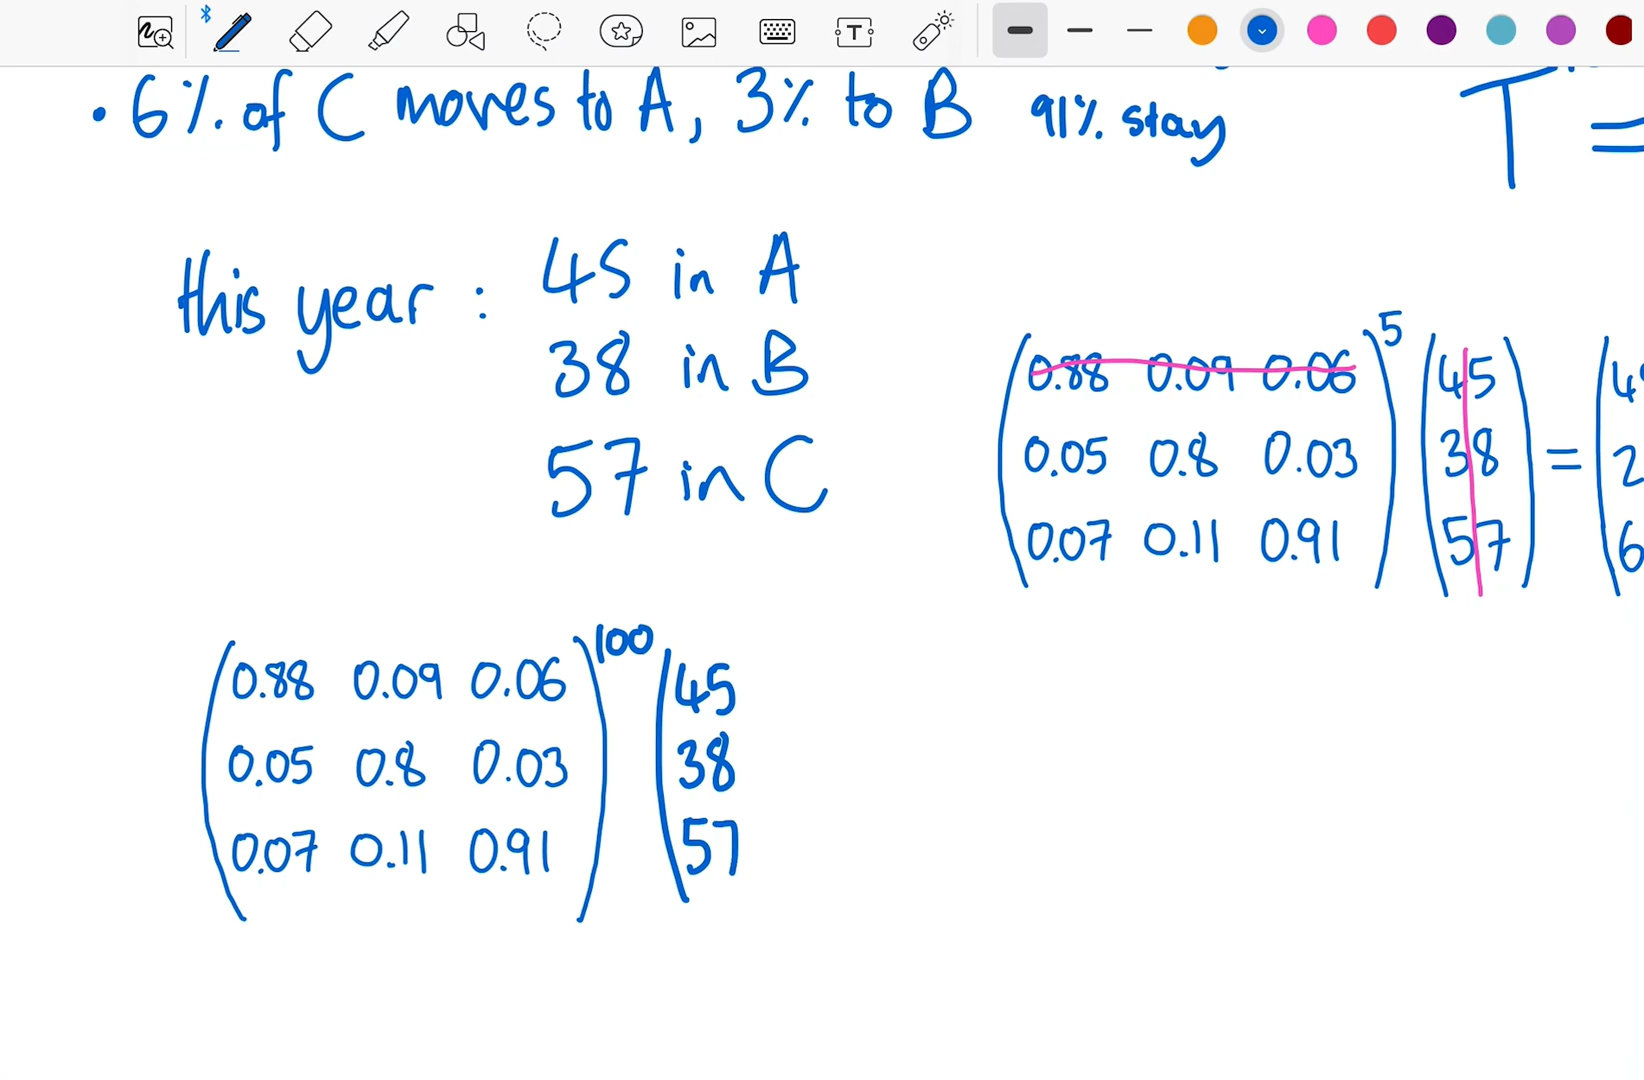 • 6% of C moves to A, 3% to B 91% stay
T =
this year : 45 in A
38 in B
57 in C
(0.88 0.09 0.06)^5 (45)
0.05 0.8 0.03 38 =
0.07 0.11 0.91 57
(0.88 0.09 0.06)^100 (45
0.05 0.8 0.03 38
0.07 0.11 0.91 57